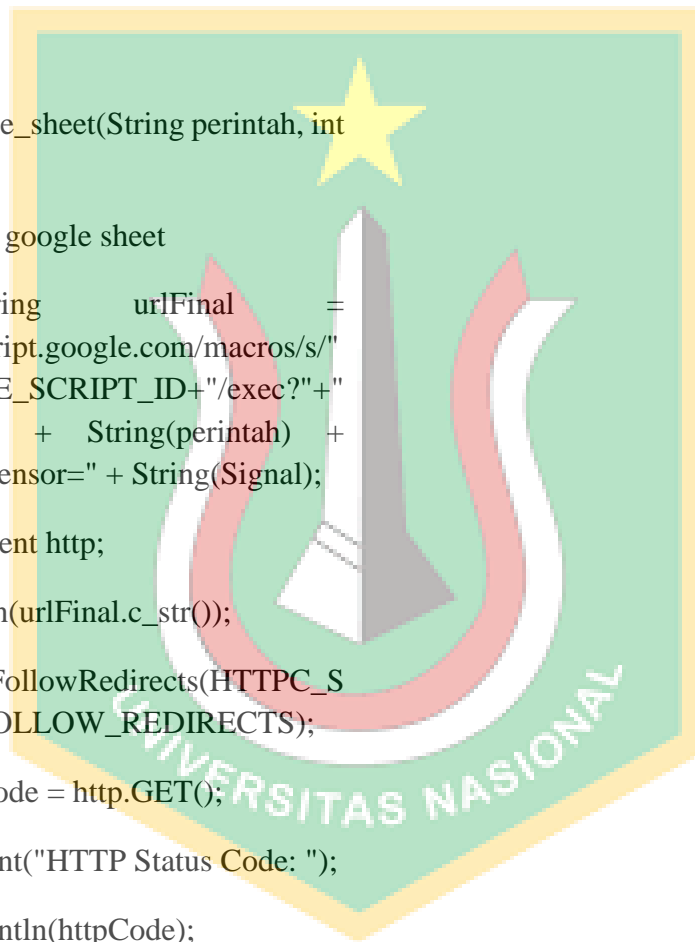 e_sheet(String perintah, int
google sheet
ing urlFinal =
ript.google.com/macros/s/"
E_SCRIPT_ID+"/exec?"+"
+ String(perintah) +
ensor=" + String(Signal);
ent http;
n(urlFinal.c_str());
FollowRedirects(HTTPC_S
OLLOW_REDIRECTS);
ode = http.GET();
nt("HTTP Status Code: ");
ntln(httpCode);
UNIVERSITAS NASIONAL